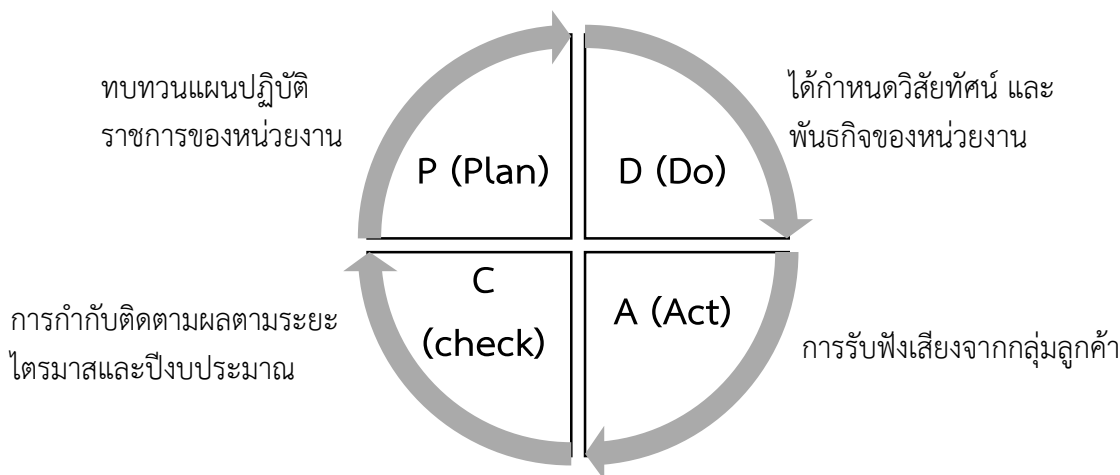 ทบทวนแผนปฏิบัติ
ราชการของหน่วยงาน
P (Plan)
D (Do)
ได้กำหนดวิสัยทัศน์ และ
พันธกิจของหน่วยงาน
การกำกับติดตามผลตามระยะ
ไตรมาสและปีงบประมาณ
C
(check)
A (Act)
การรับฟังเสียงจากกลุ่มลูกค้า